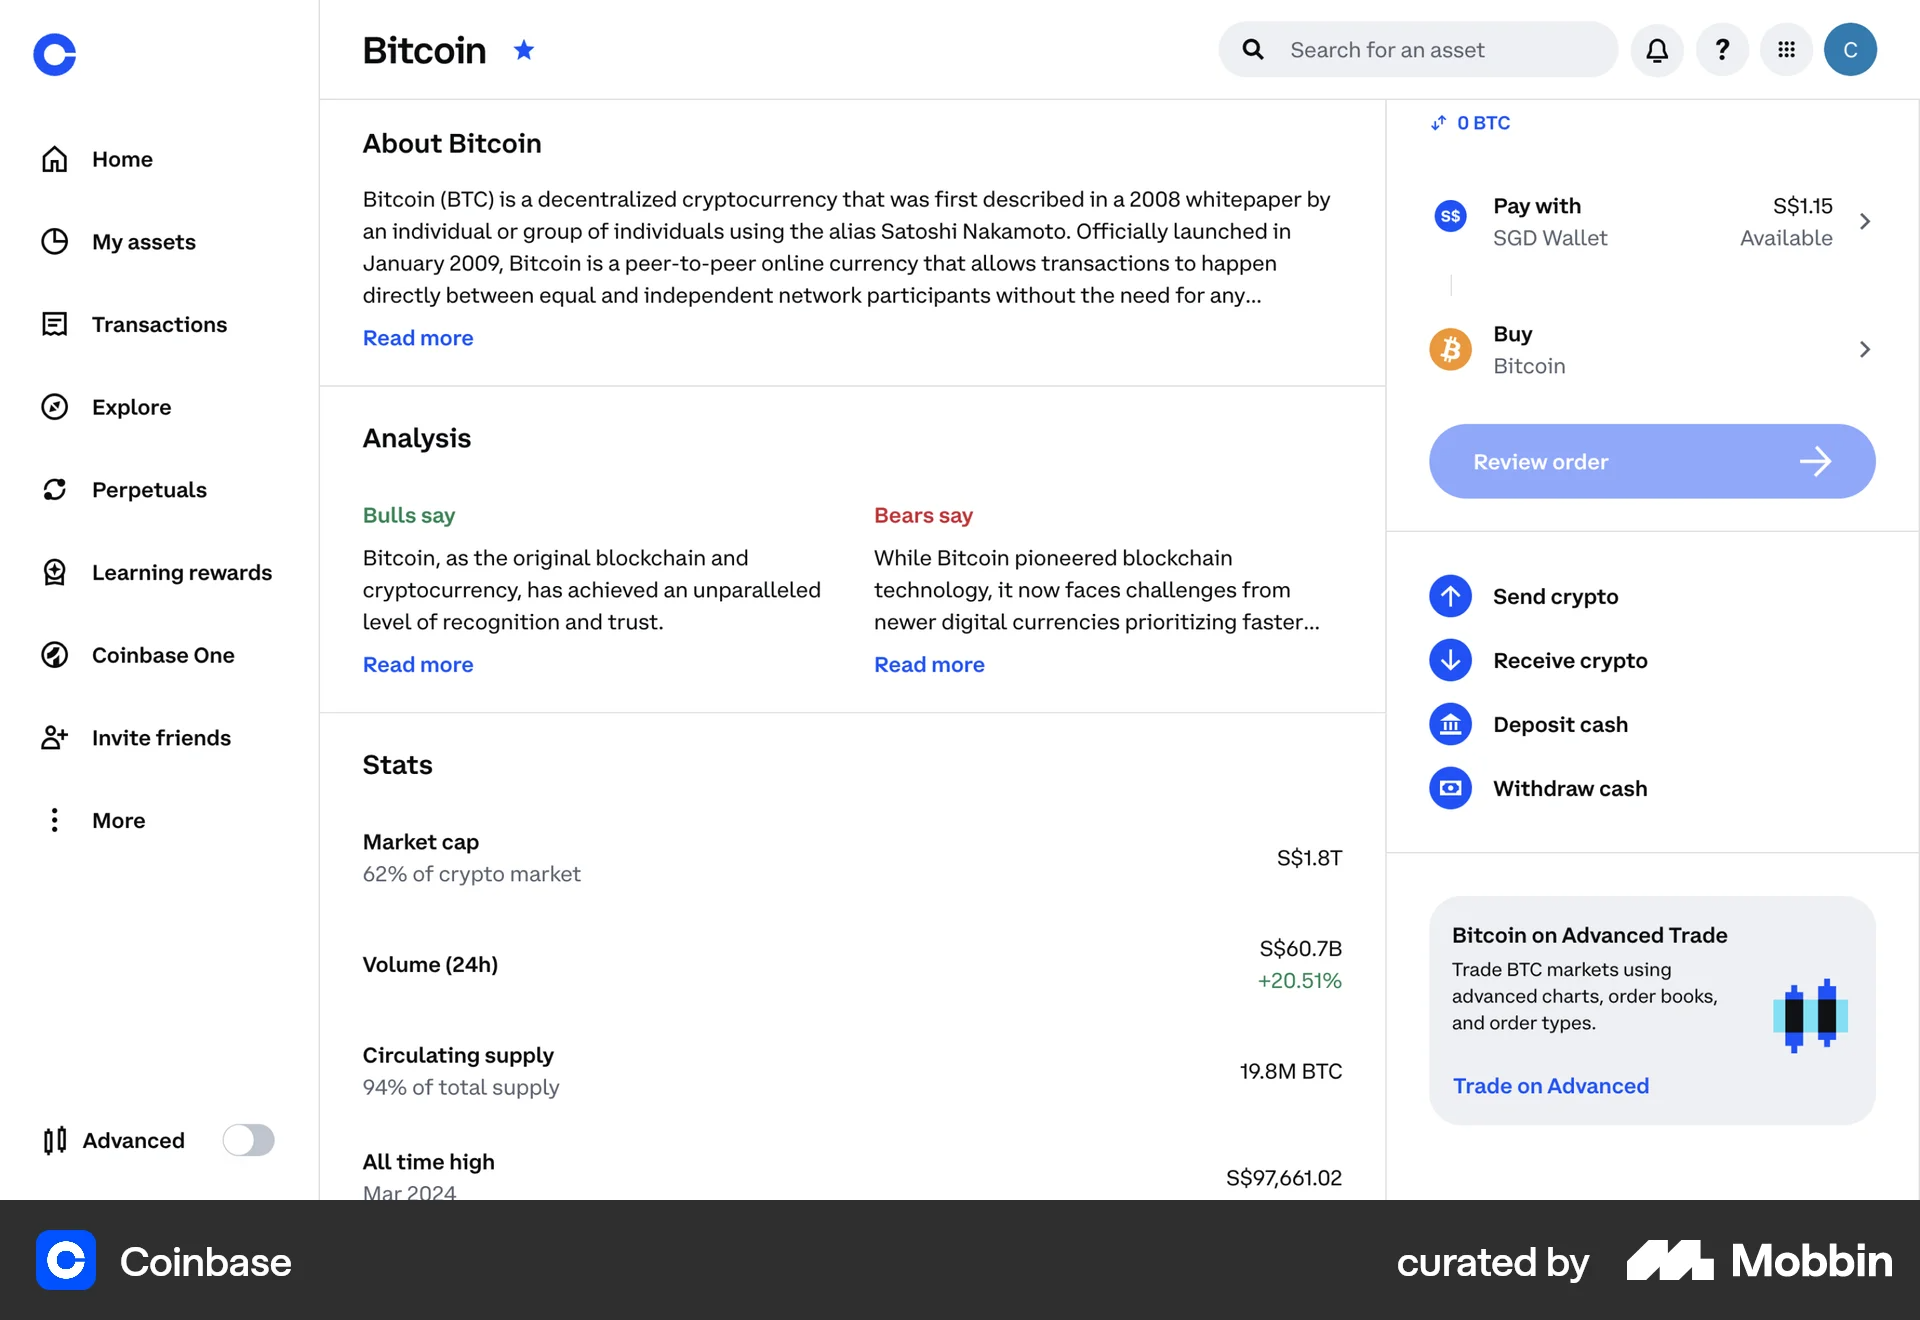 Bitcoin
Search for an asset
?
C
Home
My assets
Transactions
Explore
Perpetuals
Learning rewards
Coinbase One
Invite friends
More
Advanced
About Bitcoin
Bitcoin (BTC) is a decentralized cryptocurrency that was first described in a 2008 whitepaper by
an individual or group of individuals using the alias Satoshi Nakamoto. Officially launched in
January 2009, Bitcoin is a peer-to-peer online currency that allows transactions to happen
directly between equal and independent network participants without the need for any...
Read more
Analysis
Bulls say
Bitcoin, as the original blockchain and
cryptocurrency, has achieved an unparalleled
level of recognition and trust.
Read more
Bears say
While Bitcoin pioneered blockchain
technology, it now faces challenges from
newer digital currencies prioritizing faster...
Read more
Stats
Market cap
62% of crypto market
S$1.8T
Volume (24h)
S$60.7B
+20.51%
Circulating supply
94% of total supply
19.8M BTC
All time high
Mar 2024
S$97,661.02
0 BTC
S$
Pay with
SGD Wallet
S$1.15
Available
Buy
Bitcoin
Review order
Send crypto
Receive crypto
Deposit cash
Withdraw cash
Bitcoin on Advanced Trade
Trade BTC markets using
advanced charts, order books,
and order types.
Trade on Advanced
Coinbase
curated by
Mobbin